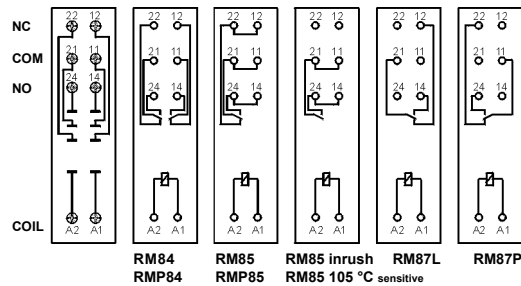 22 12 22 12 22 12 22 12 22 12 22 12
NC
COM
21 11 21 11 21 11 21 11 21 11 21 11
NO
24 14 24 14 24 14 24 14 24 14 24 14
COIL
A2 A1 A2 A1 A2 A1 A2 A1 A2 A1 A2 A1
RM84 RM85 RM85 inrush RM87L RM87P
RMP84 RMP85 RM85 105 °C sensitive